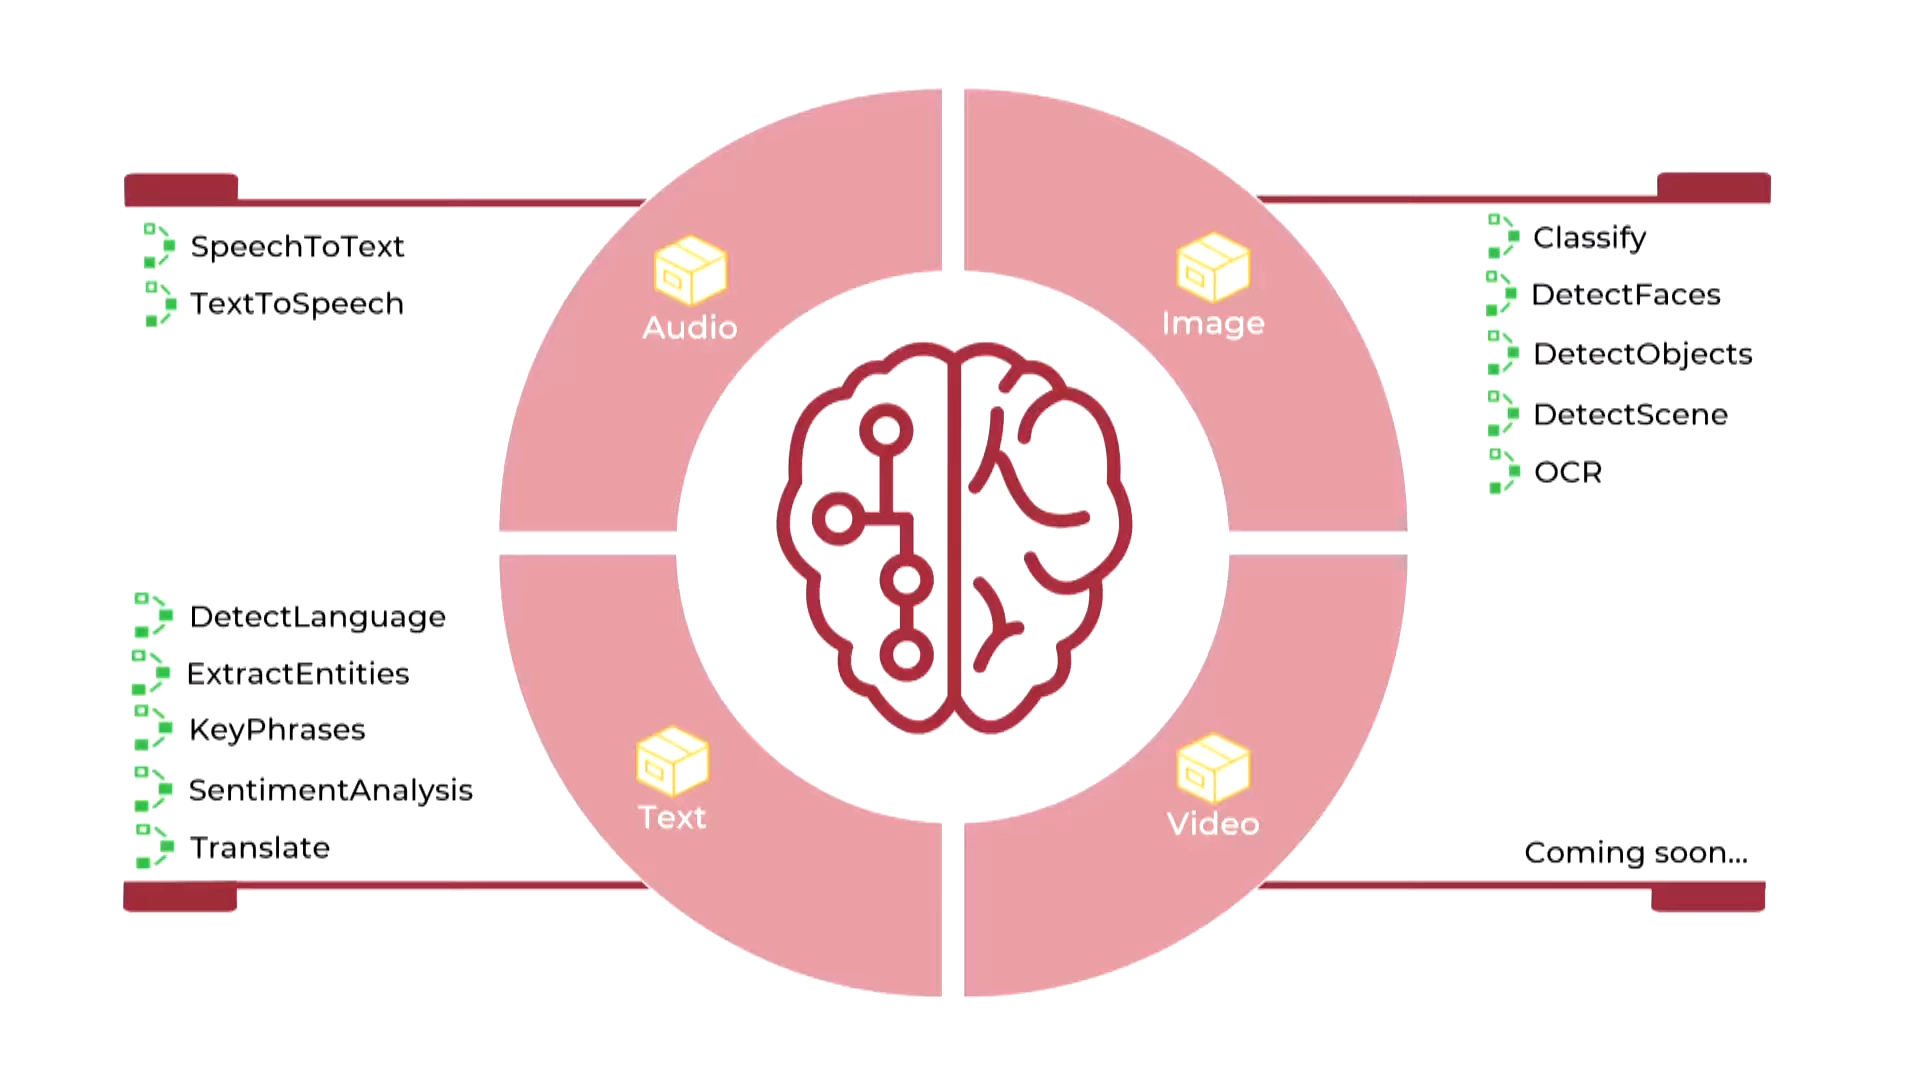 Audio
SpeechToText
TextToSpeech
Image
Classify
DetectFaces
DetectObjects
DetectScene
OCR
Text
DetectLanguage
ExtractEntities
KeyPhrases
SentimentAnalysis
Translate
Video
Coming soon...